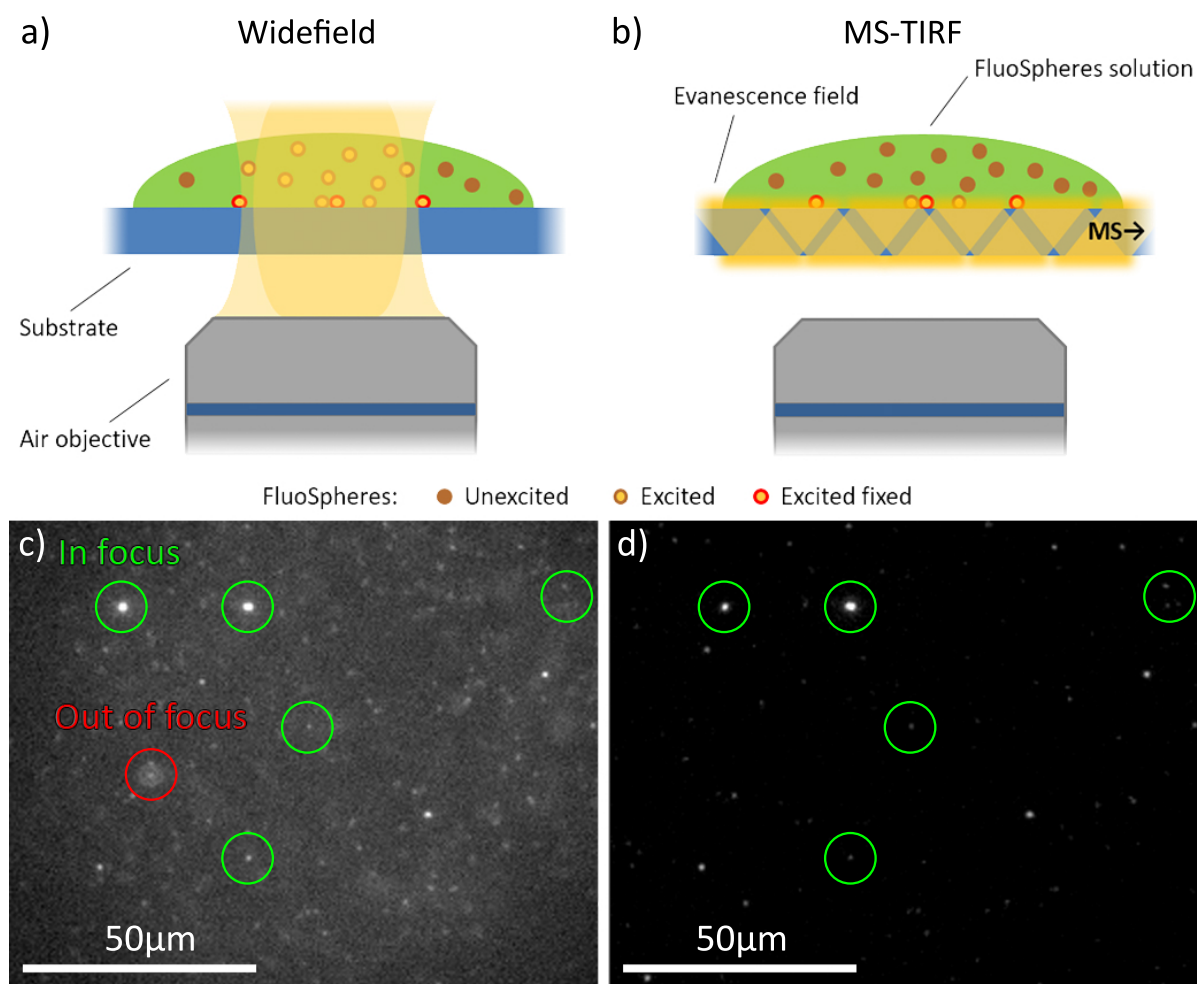 a)
Widefield
b)
MS-TIRF
FluoSpheres solution
Evanescence field
MS→
Substrate
Air objective
FluoSpheres:
Unexcited
Excited
Excited fixed
c)
In focus
Out of focus
50µm
d)
50µm